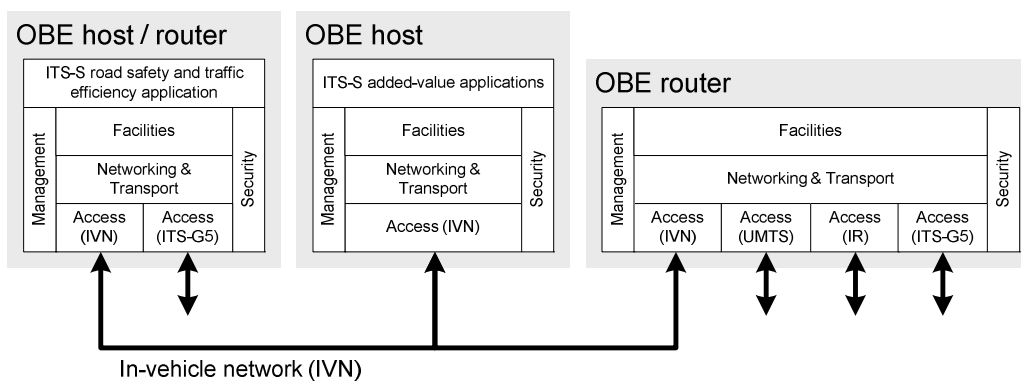 OBE host / router
ITS-S road safety and traffic
efficiency application
Management
Facilities
Networking &
Transport
Access
(IVN)
Access
(ITS-G5)
Security
OBE host
ITS-S added-value applications
Management
Facilities
Networking &
Transport
Access (IVN)
Security
OBE router
Management
Facilities
Networking & Transport
Access
(IVN)
Access
(UMTS)
Access
(IR)
Access
(ITS-G5)
Security
In-vehicle network (IVN)